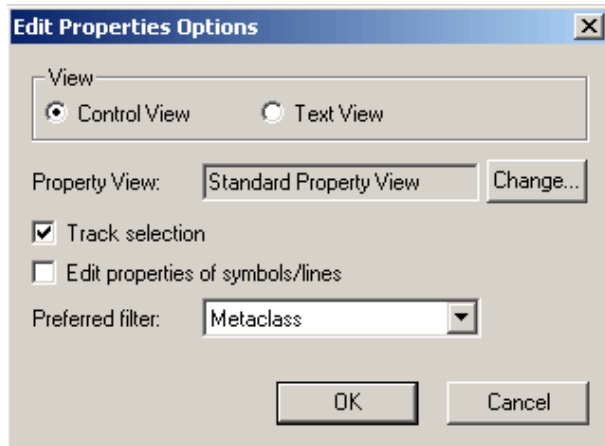 Edit Properties Options
View
Control View Text View
Property View: Standard Property View Change...
Track selection
Edit properties of symbols/lines
Preferred filter: Metaclass
OK Cancel